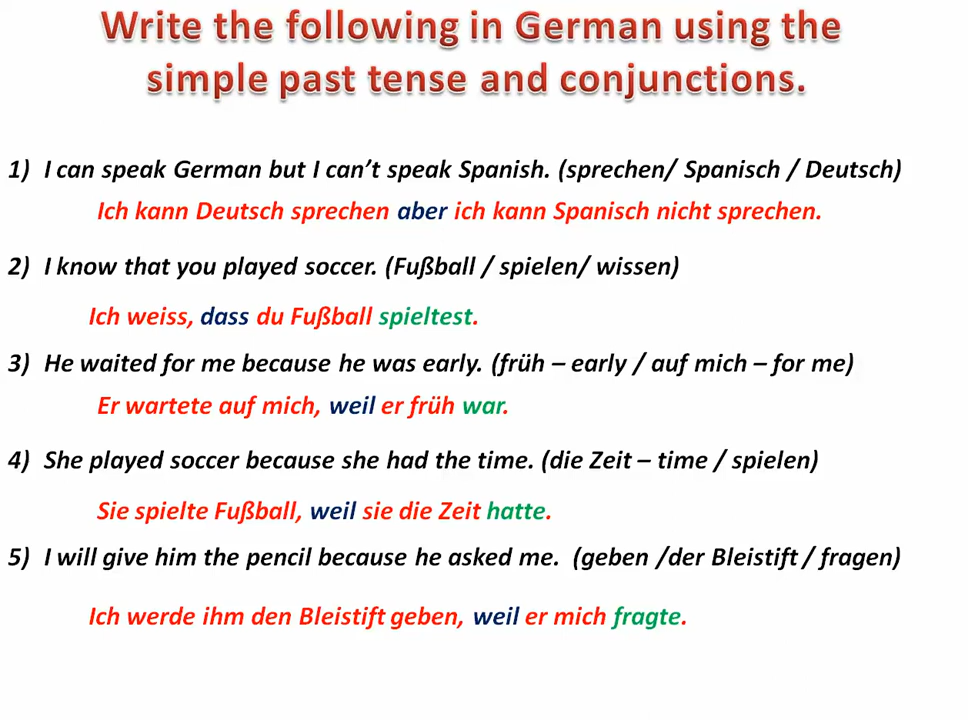 Write the following in German using the
simple past tense and conjunctions.
1) I can speak German but I can't speak Spanish. (sprechen/ Spanisch / Deutsch)
Ich kann Deutsch sprechen aber ich kann Spanisch nicht sprechen.
2) I know that you played soccer. (Fußball / spielen/ wissen)
Ich weiss, dass du Fußball spieltest.
3) He waited for me because he was early. (früh – early / auf mich – for me)
Er wartete auf mich, weil er früh war.
4) She played soccer because she had the time. (die Zeit – time / spielen)
Sie spielte Fußball, weil sie die Zeit hatte.
5) I will give him the pencil because he asked me. (geben /der Bleistift / fragen)
Ich werde ihm den Bleistift geben, weil er mich fragte.